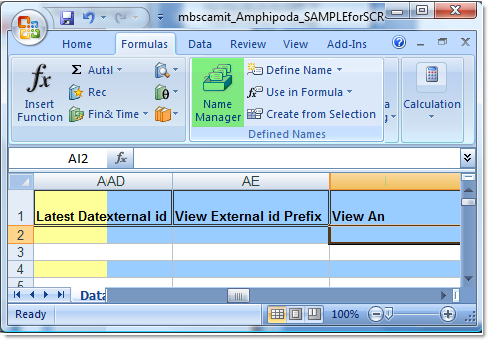 mbscamit_Amphipoda_SAMPLEforSCR
Home Formulas Data Review View Add-Ins
fx Insert Function
Σ Auto
Rec
Fin& Time
Name Manager
Define Name
Use in Formula
Create from Selection
Defined Names
Calculation
AI2 fx
AAD AE
1 Latest Datexternal id View External id Prefix View An
2
3
4
Data
Ready 100%